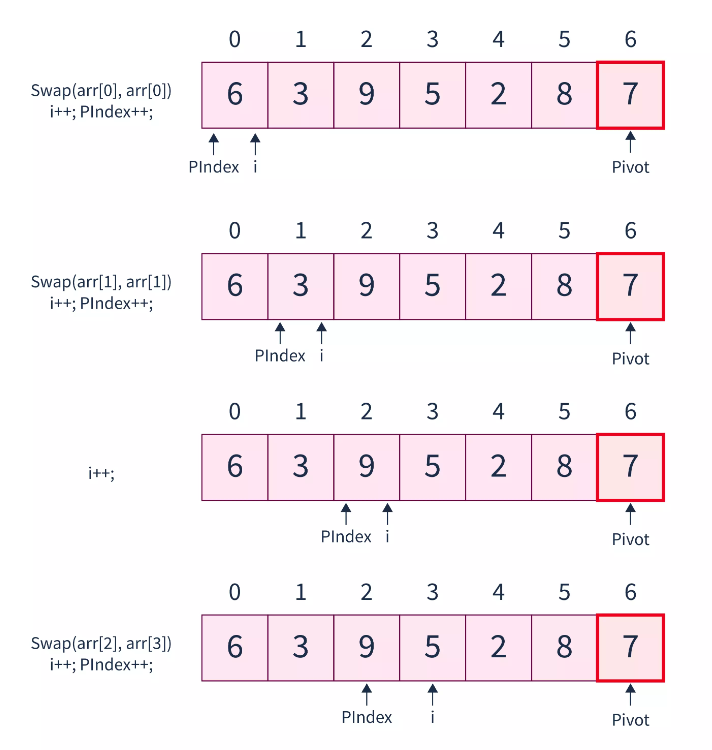 0 1 2 3 4 5 6
Swap(arr[0], arr[0])
i++; PIndex++;
6 3 9 5 2 8 7
PIndex i Pivot
0 1 2 3 4 5 6
Swap(arr[1], arr[1])
i++; PIndex++;
6 3 9 5 2 8 7
PIndex i Pivot
0 1 2 3 4 5 6
i++;
6 3 9 5 2 8 7
PIndex i Pivot
0 1 2 3 4 5 6
Swap(arr[2], arr[3])
i++; PIndex++;
6 3 9 5 2 8 7
PIndex i Pivot